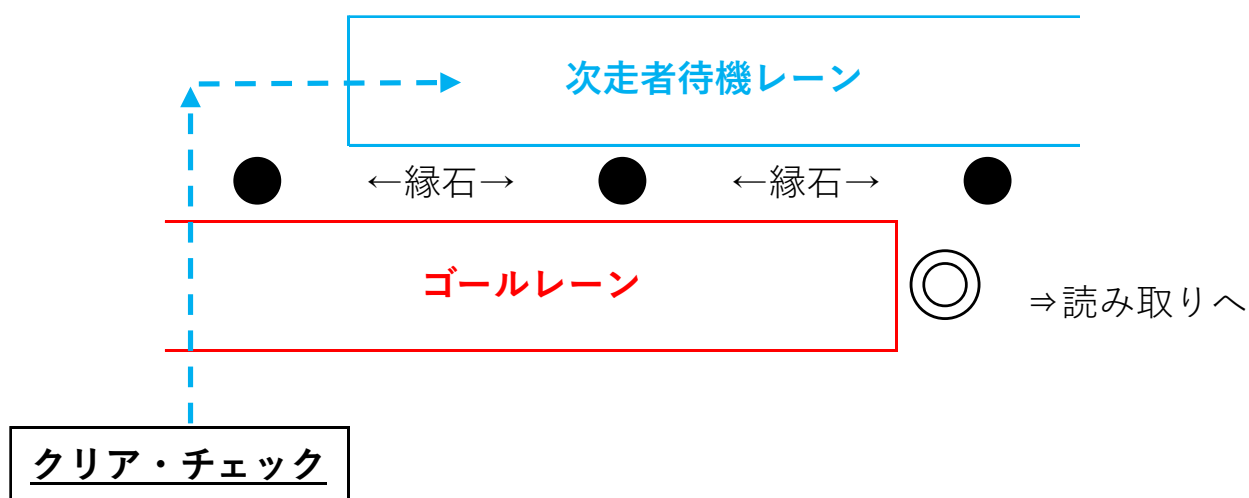 次走者待機レーン
←縁石→ ←縁石→
ゴールレーン
⇒読み取りへ
クリア・チェック